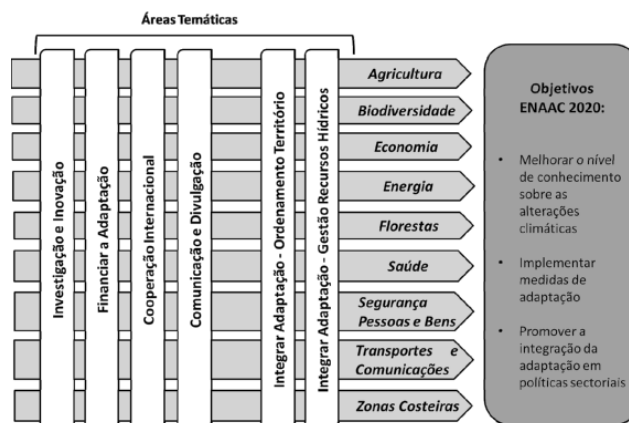 Áreas Temáticas
Investigação e Inovação
Financiar a Adaptação
Cooperação Internacional
Comunicação e Divulgação
Integrar Adaptação - Ordenamento Território
Integrar Adaptação - Gestão Recursos Hídricos
Agricultura
Biodiversidade
Economia
Energia
Florestas
Saúde
Segurança
Pessoas e Bens
Transportes e
Comunicações
Zonas Costeiras
Objetivos
ENAAC 2020:
• Melhorar o nível
de conhecimento
sobre as
alterações
climáticas
• Implementar
medidas de
adaptação
• Promover a
integração da
adaptação em
políticas sectoriais